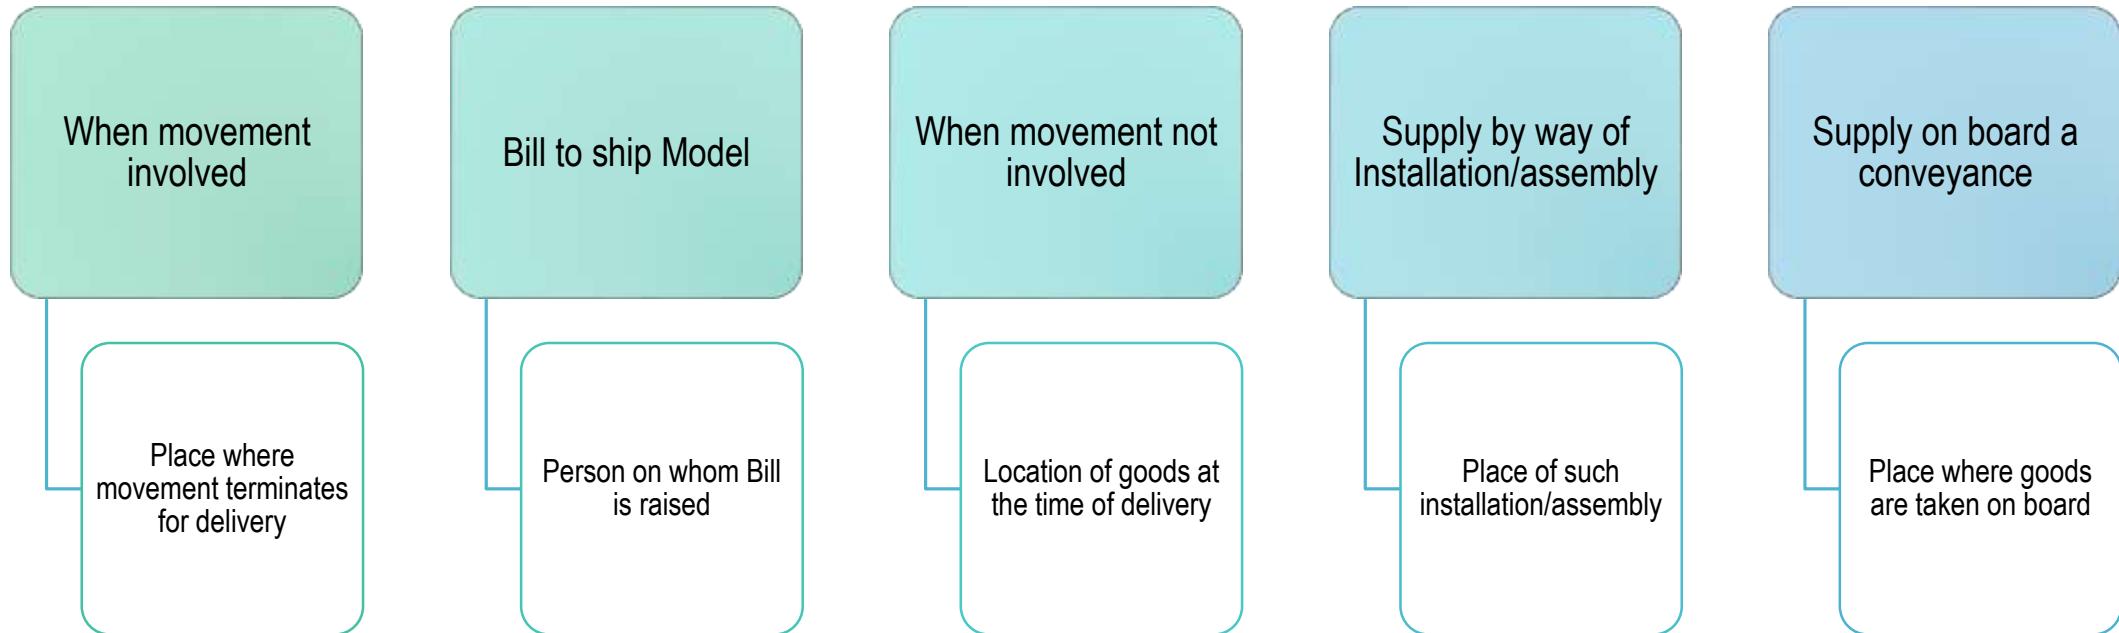 When movement
involved
Bill to ship Model
When movement not
involved
Supply by way of
Installation/assembly
Supply on board a
conveyance
Place where
movement terminates
for delivery
Person on whom Bill
is raised
Location of goods at
the time of delivery
Place of such
installation/assembly
Place where goods
are taken on board